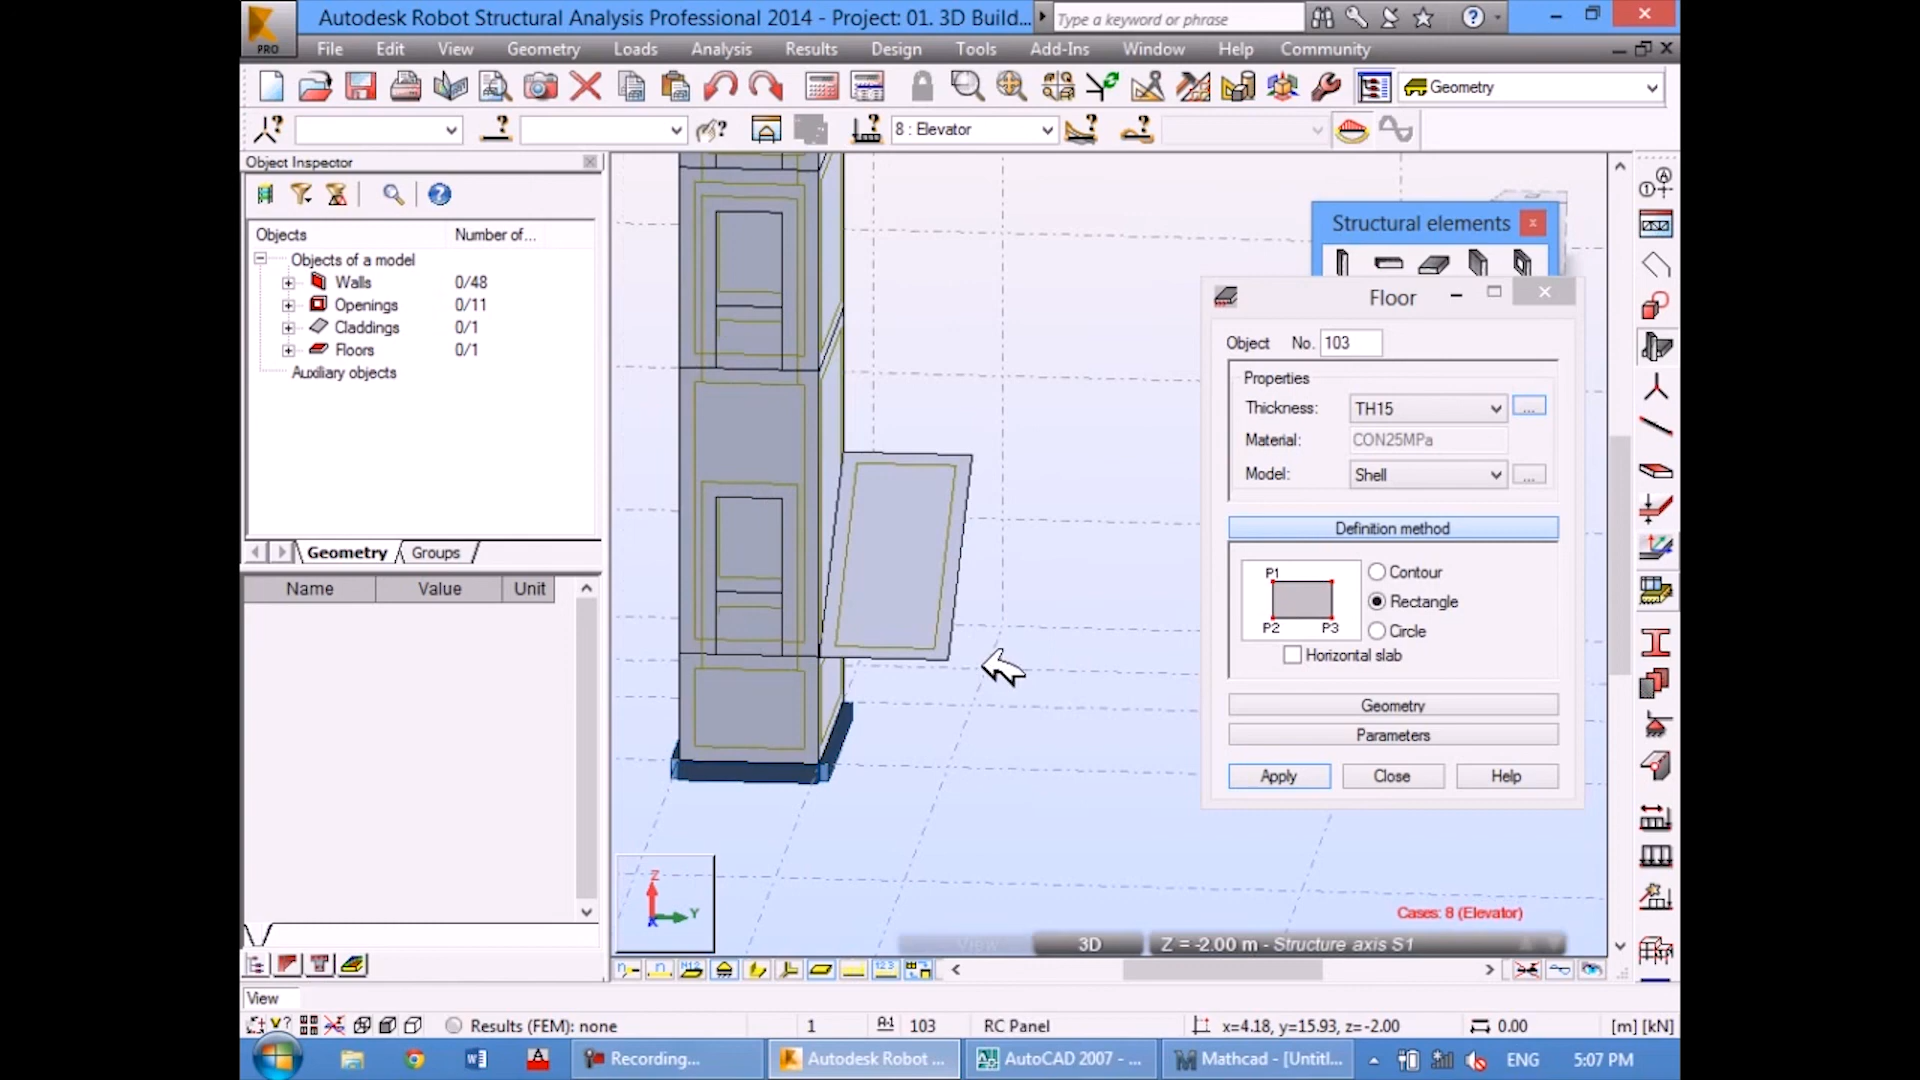 Autodesk Robot Structural Analysis Professional 2014 - Project: 01. 3D Build...
Type a keyword or phrase
PRO
File Edit View Geometry Loads Analysis Results Design Tools Add-Ins Window Help Community
Geometry
8 : Elevator
Object Inspector
Objects Number of...
Objects of a model
Walls 0/48
Openings 0/11
Claddings 0/1
Floors 0/1
Auxiliary objects
Geometry Groups
Name Value Unit
Structural elements
Floor
Object No. 103
Properties
Thickness: TH15 ...
Material: CON25MPa
Model: Shell ...
Definition method
P1
P2 P3
Contour
Rectangle
Circle
Horizontal slab
Geometry
Parameters
Apply Close Help
Z
Y
X
Cases: 8 (Elevator)
View 3D Z = -2.00 m - Structure axis S1
View
Results (FEM): none 1 103 RC Panel x=4.18, y=15.93, z=-2.00 0.00 [m] [kN]
Recording... Autodesk Robot ... AutoCAD 2007 - ... Mathcad - [Untitl... ENG 5:07 PM